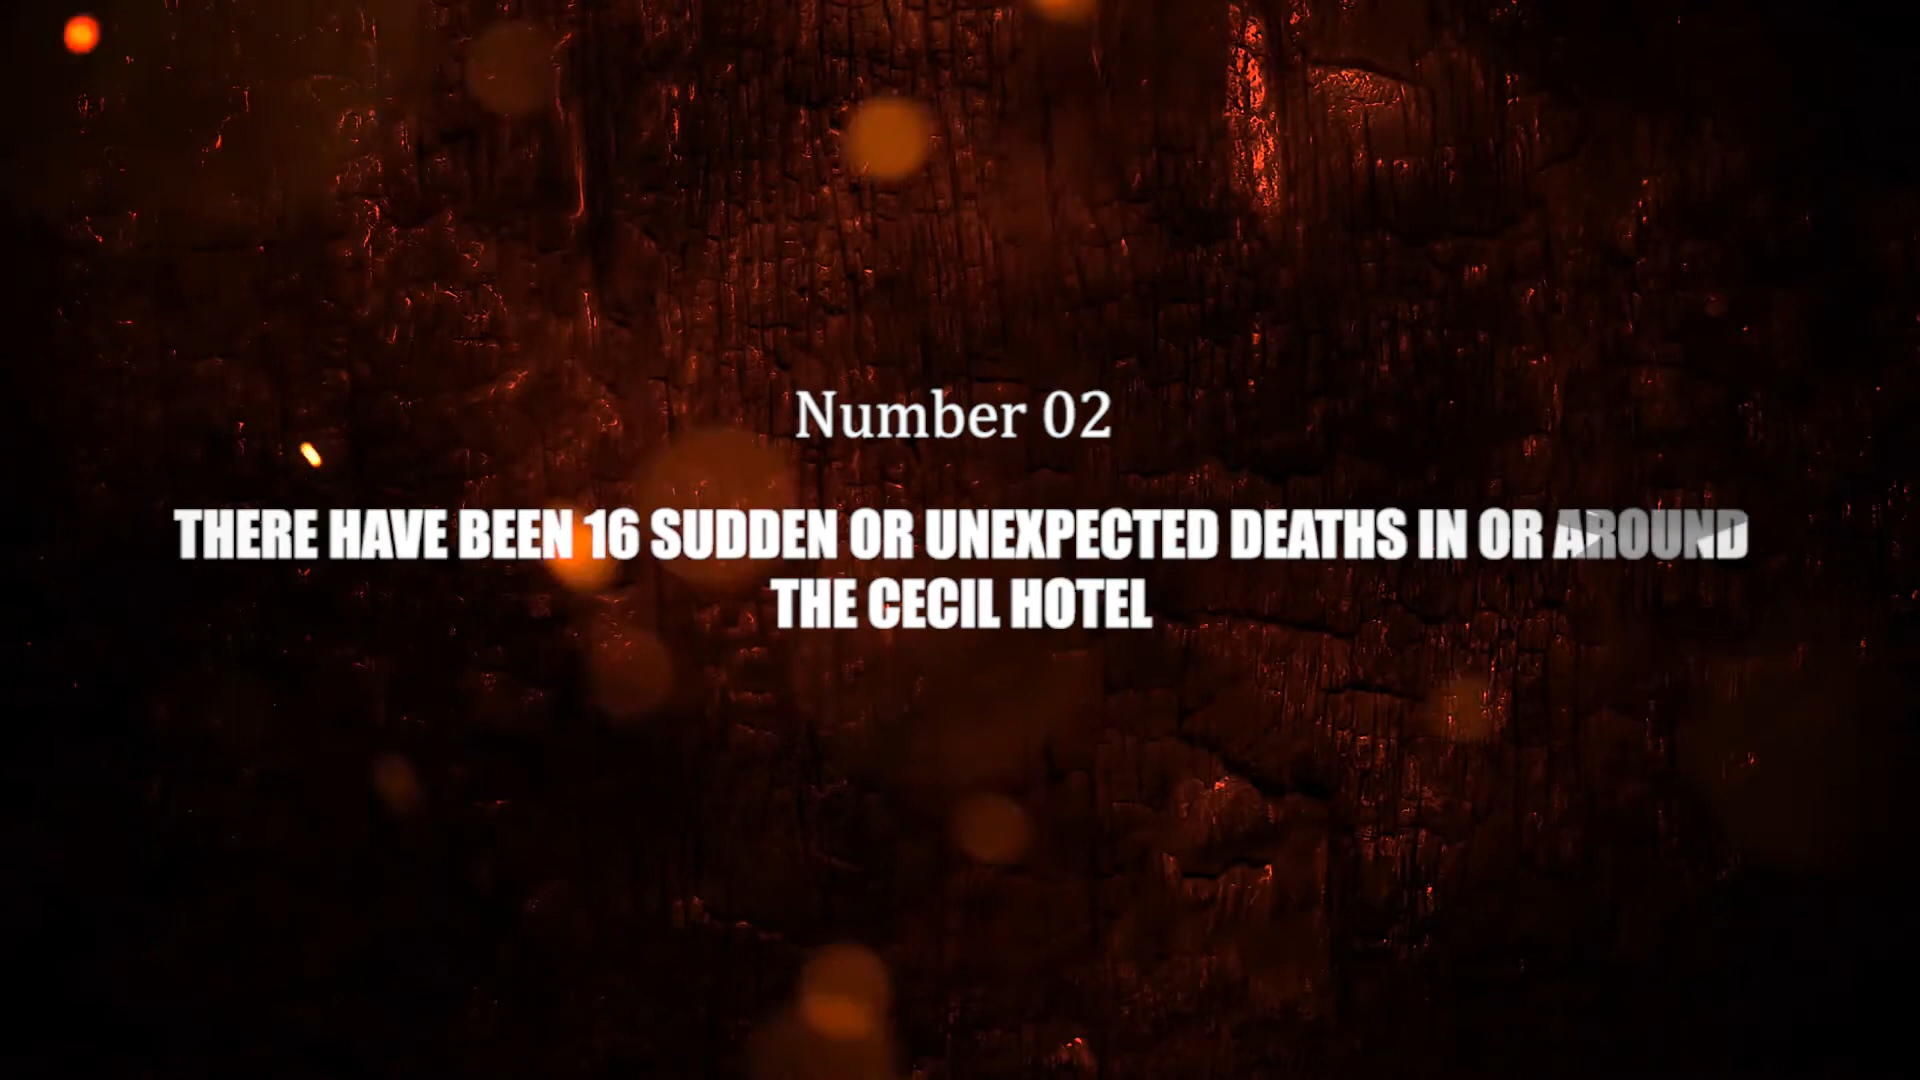 Number 02
THERE HAVE BEEN 16 SUDDEN OR UNEXPECTED DEATHS IN OR AROUND
THE CECIL HOTEL